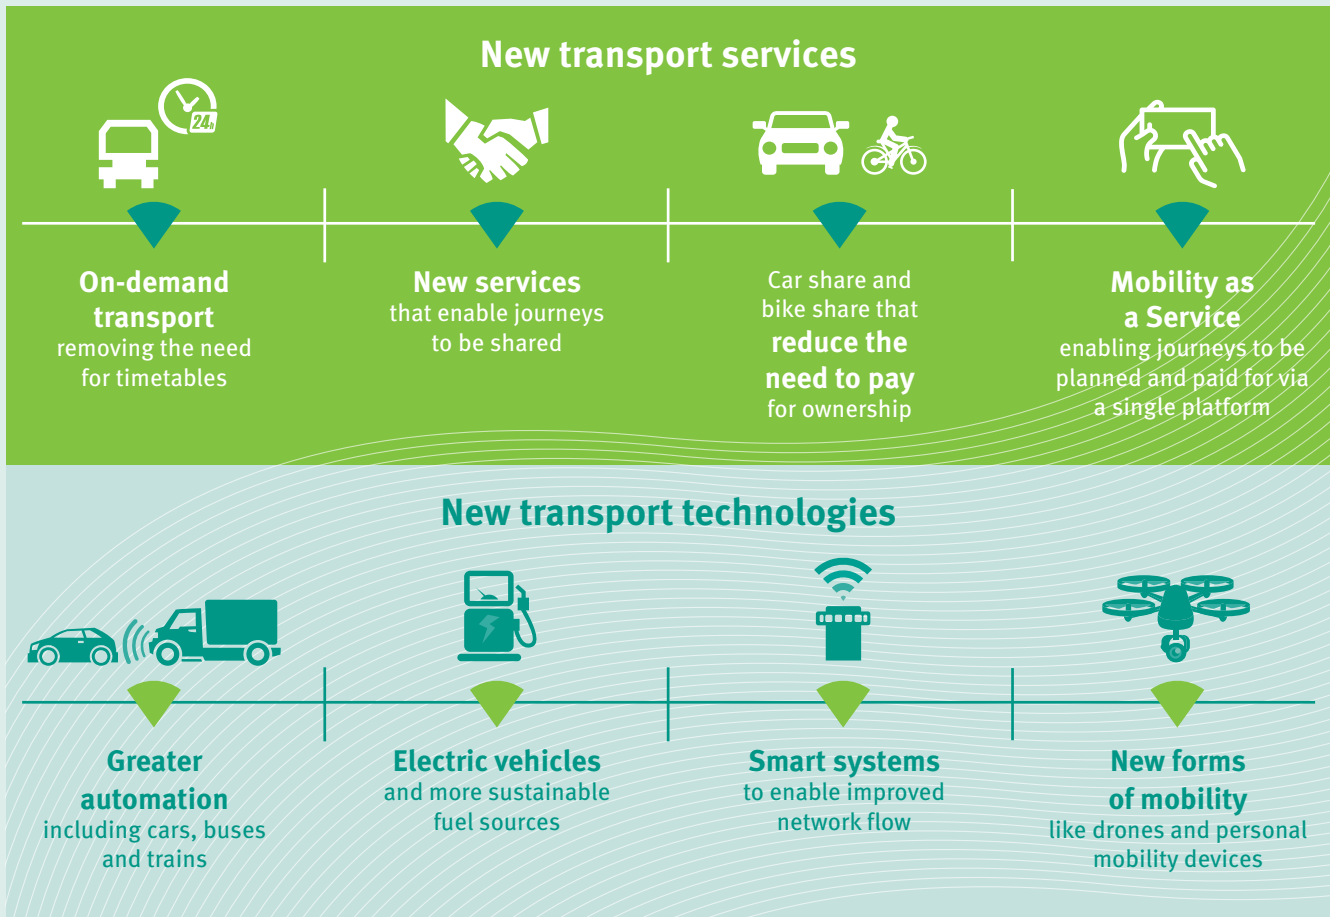 New transport services
24h
On-demand
transport
removing the need
for timetables
New services
that enable journeys
to be shared
Car share and
bike share that
reduce the
need to pay
for ownership
Mobility as
a Service
enabling journeys to be
planned and paid for via
a single platform
New transport technologies
Greater
automation
including cars, buses
and trains
Electric vehicles
and more sustainable
fuel sources
Smart systems
to enable improved
network flow
New forms
of mobility
like drones and personal
mobility devices